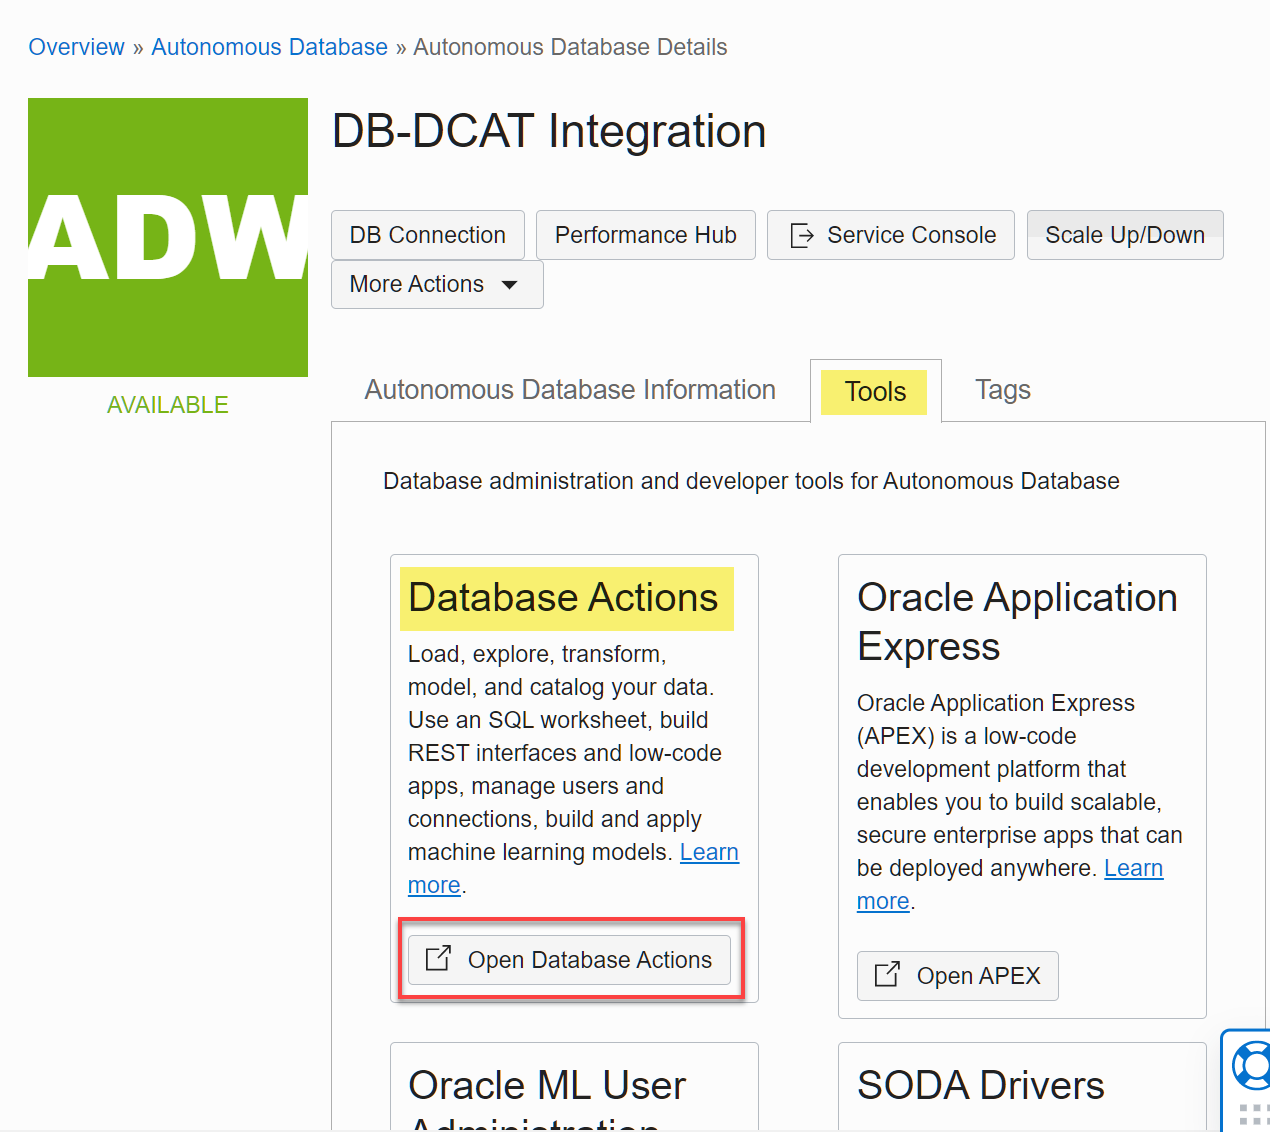 Overview » Autonomous Database » Autonomous Database Details
ADW
AVAILABLE
DB-DCAT Integration
DB Connection
Performance Hub
Service Console
Scale Up/Down
More Actions
Autonomous Database Information
Tools
Tags
Database administration and developer tools for Autonomous Database
Database Actions
Load, explore, transform,
model, and catalog your data.
Use an SQL worksheet, build
REST interfaces and low-code
apps, manage users and
connections, build and apply
machine learning models. Learn
more.
Open Database Actions
Oracle Application
Express
Oracle Application Express
(APEX) is a low-code
development platform that
enables you to build scalable,
secure enterprise apps that can
be deployed anywhere. Learn
more.
Open APEX
Oracle ML User
Administration
SODA Drivers